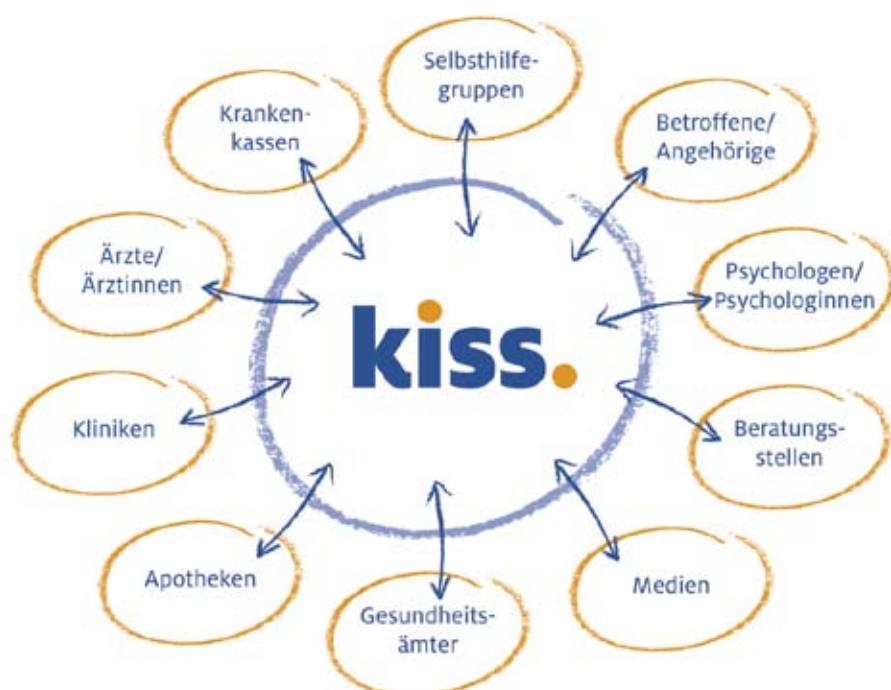 Selbsthilfe-
gruppen
Kranken-
kassen
Betroffene/
Angehörige
Ärzte/
Ärztinnen
Psychologen/
Psychologinnen
kiss.
Kliniken
Beratungs-
stellen
Apotheken
Medien
Gesundheits-
ämter